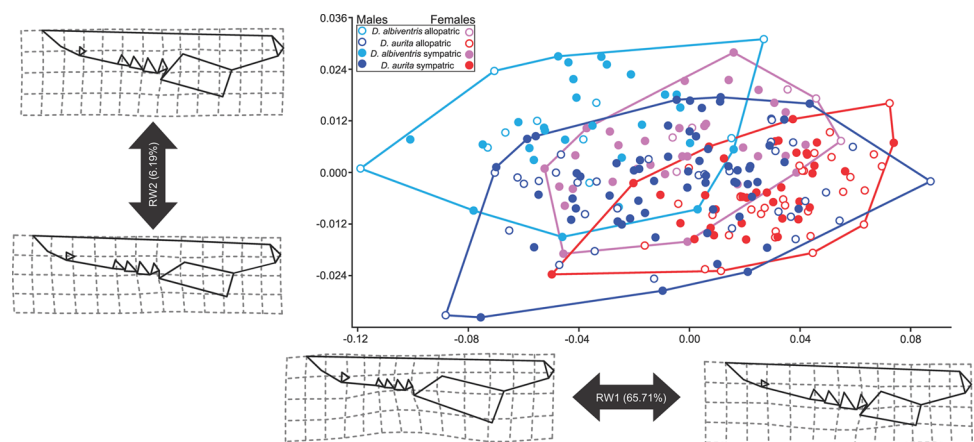 0.036
Males Females
D. albiventris allopatric
D. aurita allopatric
D. albiventris sympatric
D. aurita sympatric
0.024
0.012
0.000
-0.012
-0.024
RW2 (6.19%)
-0.12 -0.08 -0.04 0.00 0.04 0.08
RW1 (65.71%)